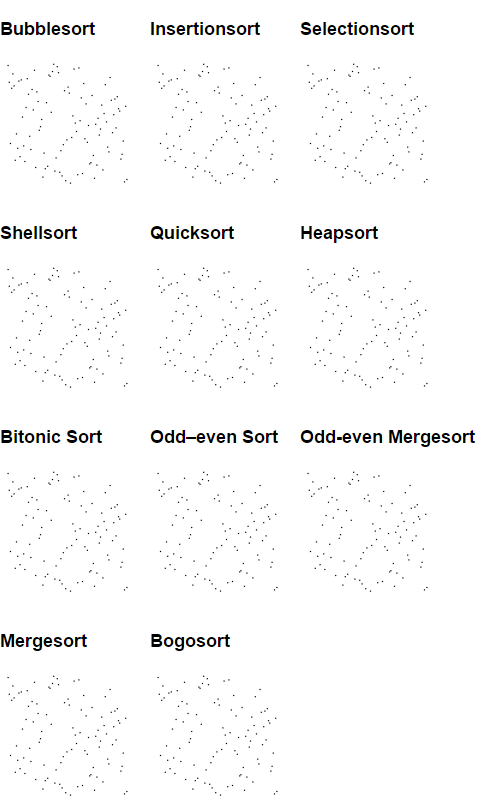 Bubblesort Insertionsort Selectionsort
Shellsort Quicksort Heapsort
Bitonic Sort Odd–even Sort Odd-even Mergesort
Mergesort Bogosort